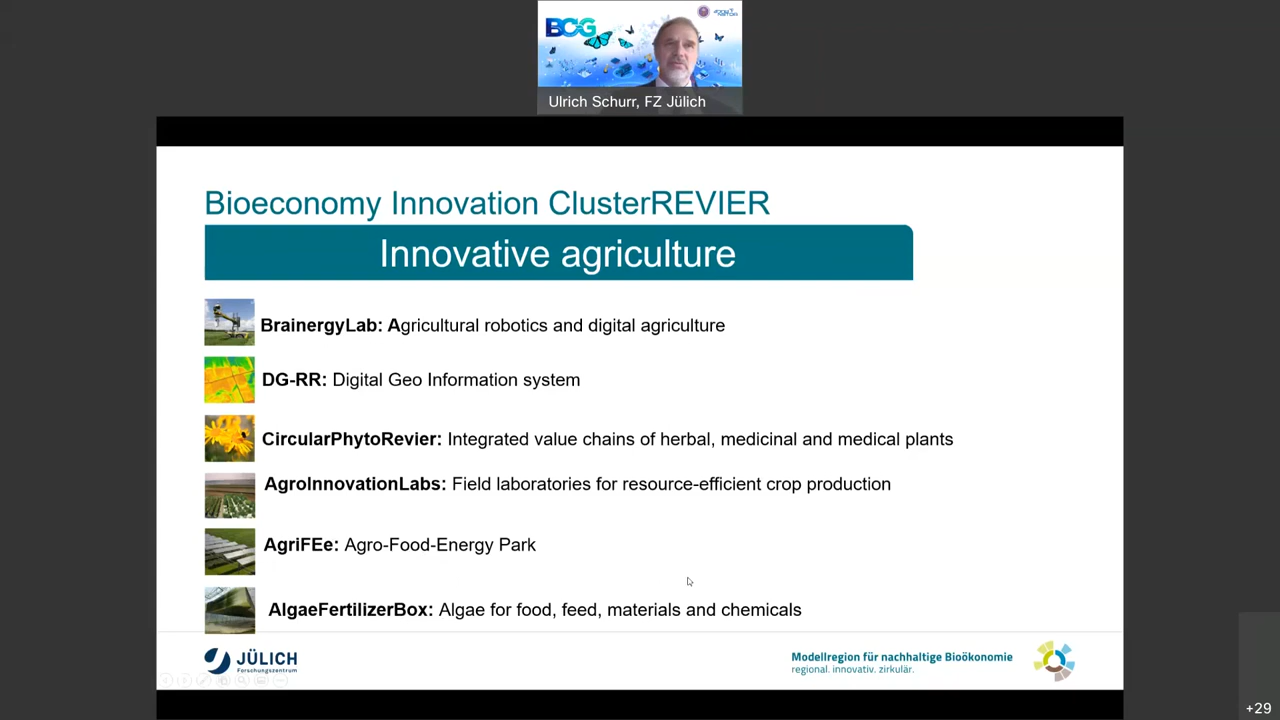 BCG
Ulrich Schurr, FZ Jülich
Bioeconomy Innovation ClusterREVIER
Innovative agriculture
BrainergyLab: Agricultural robotics and digital agriculture
DG-RR: Digital Geo Information system
CircularPhytoRevier: Integrated value chains of herbal, medicinal and medical plants
AgroInnovationLabs: Field laboratories for resource-efficient crop production
AgriFEe: Agro-Food-Energy Park
AlgaeFertilizerBox: Algae for food, feed, materials and chemicals
JÜLICH
Forschungszentrum
Modellregion für nachhaltige Bioökonomie
regional. innovativ. zirkulär.
+29